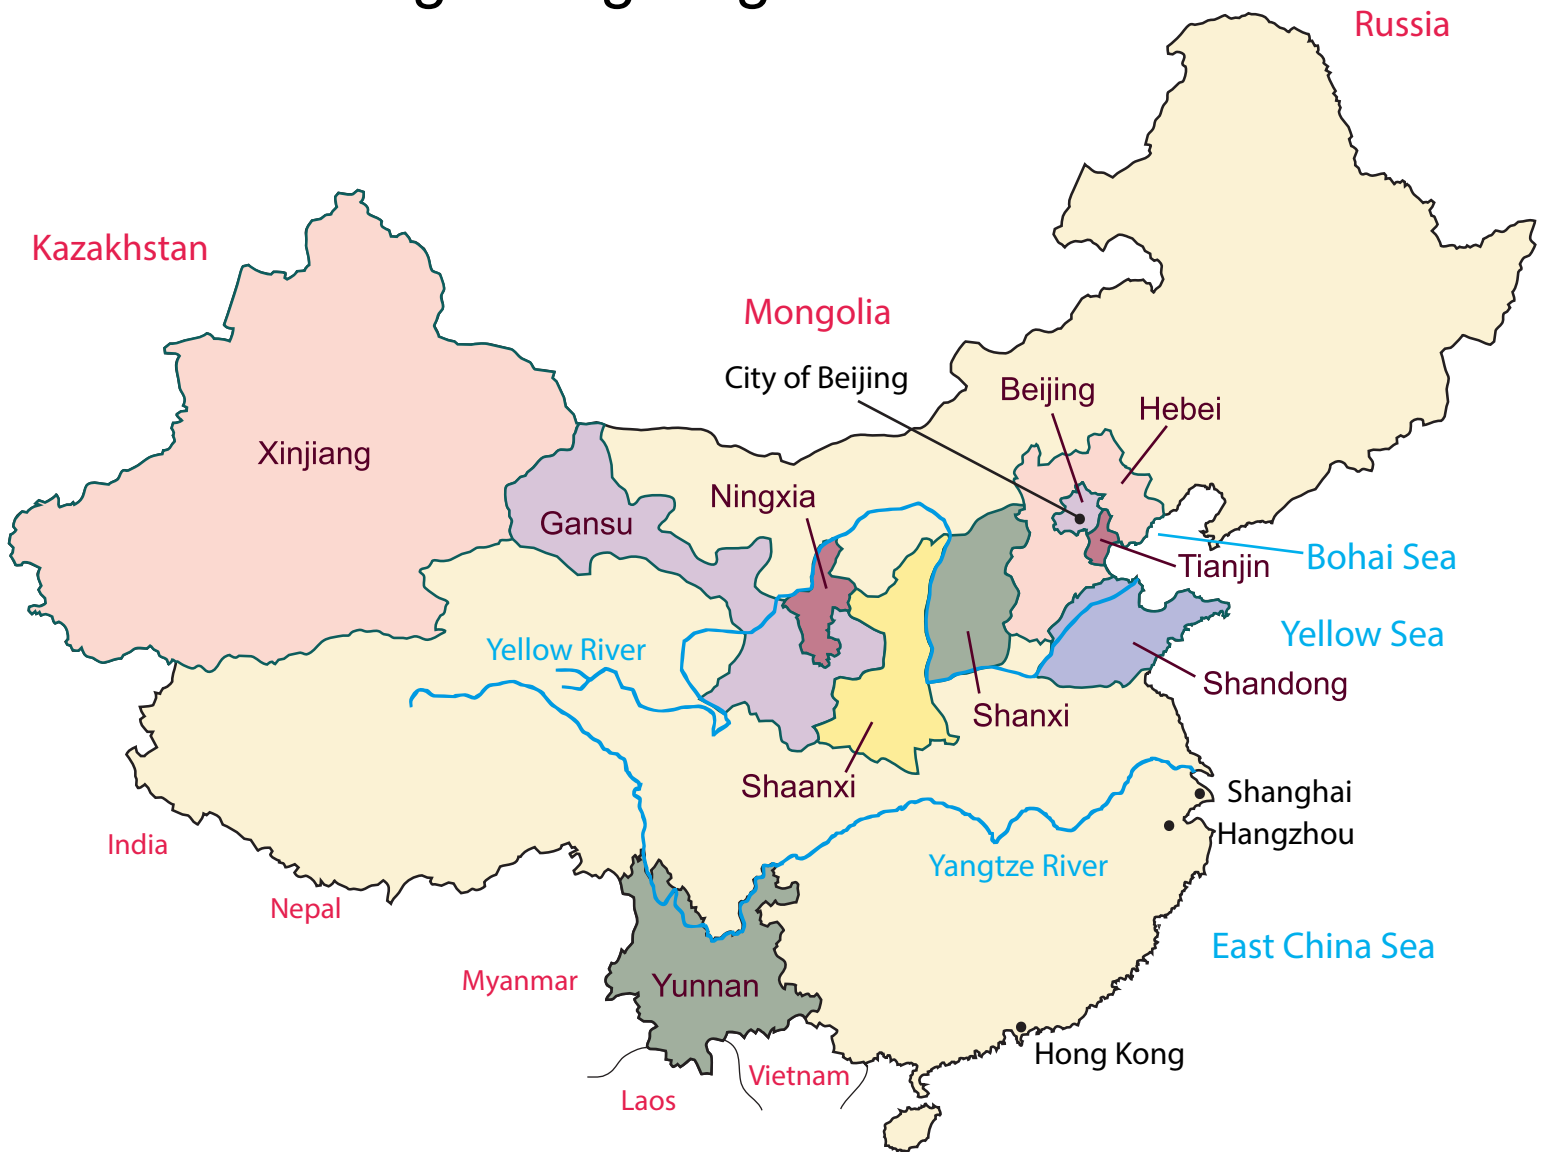 Russia
Kazakhstan
Mongolia
City of Beijing
Beijing
Hebei
Xinjiang
Ningxia
Gansu
Bohai Sea
Tianjin
Yellow Sea
Yellow River
Shandong
Shanxi
Shaanxi
Shanghai
Hangzhou
India
Yangtze River
Nepal
East China Sea
Myanmar
Yunnan
Hong Kong
Vietnam
Laos